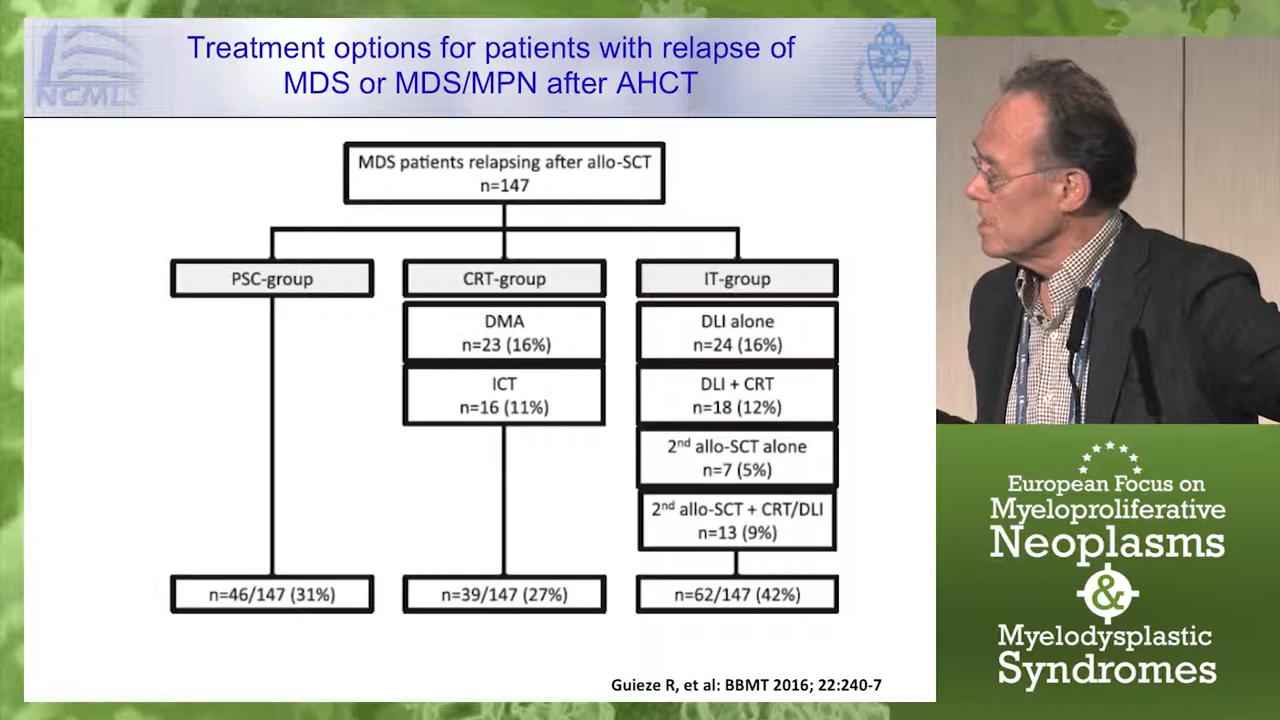 NCMLS
Treatment options for patients with relapse of
MDS or MDS/MPN after AHCT
MDS patients relapsing after allo-SCT
n=147
PSC-group
CRT-group
IT-group
DMA
n=23 (16%)
DLI alone
n=24 (16%)
ICT
n=16 (11%)
DLI + CRT
n=18 (12%)
2nd allo-SCT alone
n=7 (5%)
2nd allo-SCT + CRT/DLI
n=13 (9%)
n=46/147 (31%)
n=39/147 (27%)
n=62/147 (42%)
Guieze R, et al: BBMT 2016; 22:240-7
European Focus on
Myeloproliferative
Neoplasms
&
Myelodysplastic
Syndromes